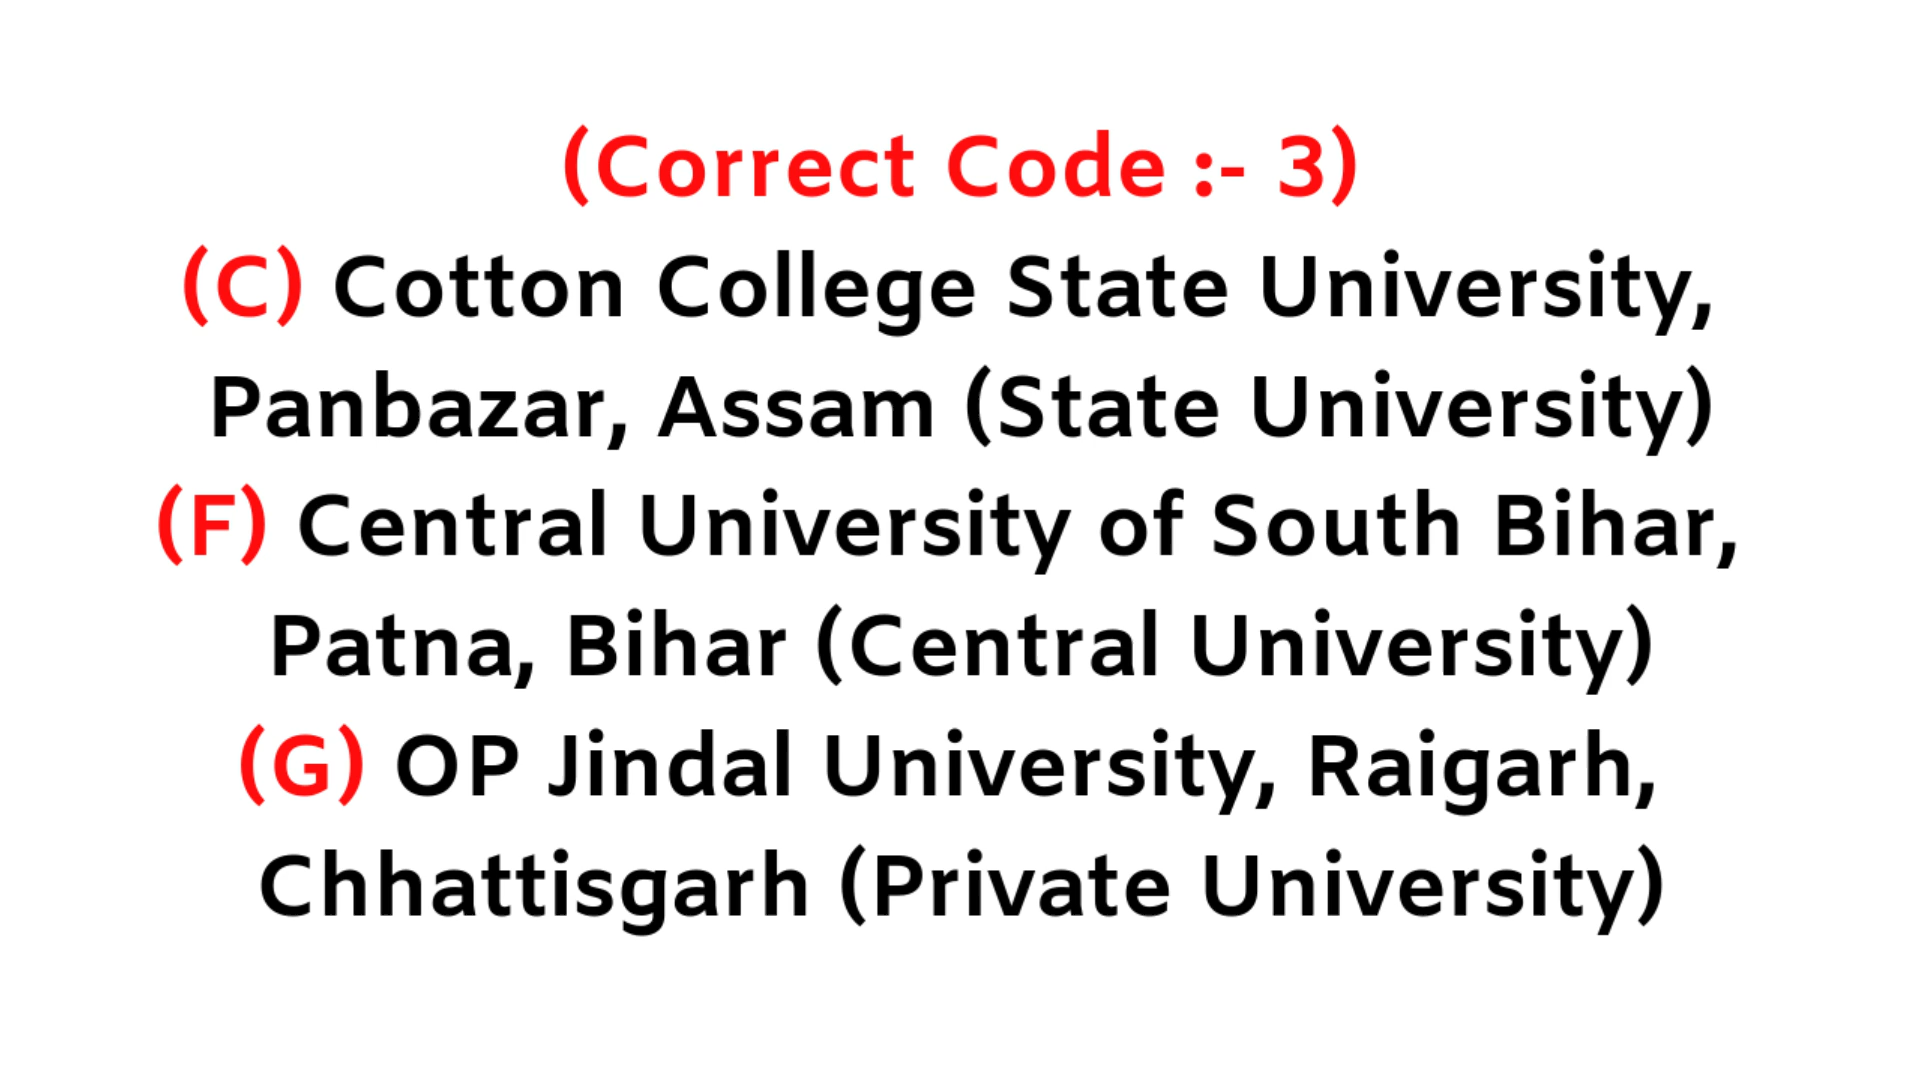 (Correct Code :- 3)
(C) Cotton College State University,
Panbazar, Assam (State University)
(F) Central University of South Bihar,
Patna, Bihar (Central University)
(G) OP Jindal University, Raigarh,
Chhattisgarh (Private University)